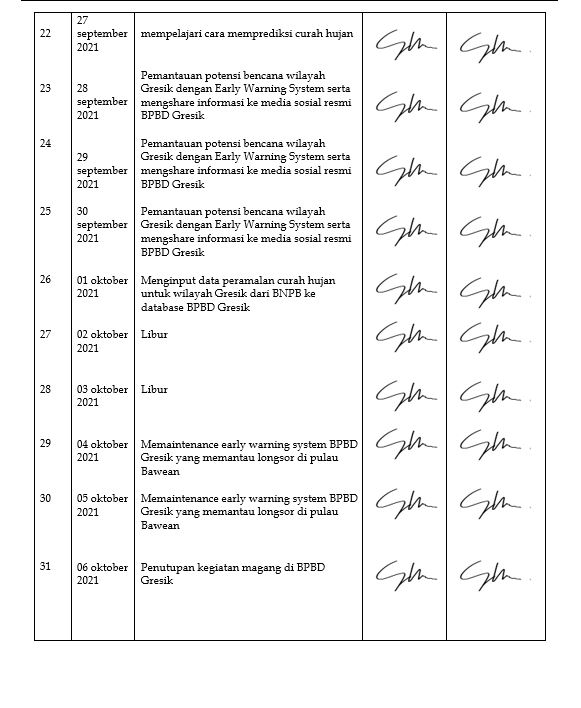 22
27
september
2021
mempelajari cara memprediksi curah hujan
23
28
september
2021
Pemantauan potensi bencana wilayah
Gresik dengan Early Warning System serta
mengshare informasi ke media sosial resmi
BPBD Gresik
24
29
september
2021
Pemantauan potensi bencana wilayah
Gresik dengan Early Warning System serta
mengshare informasi ke media sosial resmi
BPBD Gresik
25
30
september
2021
Pemantauan potensi bencana wilayah
Gresik dengan Early Warning System serta
mengshare informasi ke media sosial resmi
BPBD Gresik
26
01 oktober
2021
Menginput data peramalan curah hujan
untuk wilayah Gresik dari BNPB ke
database BPBD Gresik
27
02 oktober
2021
Libur
28
03 oktober
2021
Libur
29
04 oktober
2021
Memaintenance early warning system BPBD
Gresik yang memantau longsor di pulau
Bawean
30
05 oktober
2021
Memaintenance early warning system BPBD
Gresik yang memantau longsor di pulau
Bawean
31
06 oktober
2021
Penutupan kegiatan magang di BPBD
Gresik